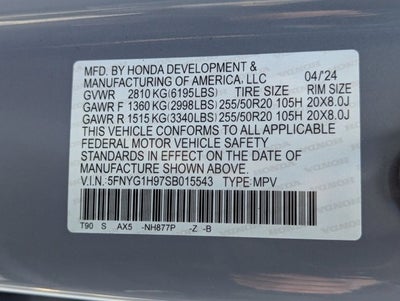 MFD. BY HONDA DEVELOPMENT &
MANUFACTURING OF AMERICA, LLC 04/'24
GVWR 2810 KG(6195LBS) TIRE SIZE RIM SIZE
GAWR F 1360 KG(2998LBS) 255/50R20 105H 20X8.0J
GAWR R 1515 KG(3340LBS) 255/50R20 105H 20X8.0J
THIS VEHICLE CONFORMS TO ALL APPLICABLE
FEDERAL MOTOR VEHICLE SAFETY
STANDARDS IN EFFECT ON THE DATE OF
MANUFACTURE SHOWN ABOVE.
V.I.N.:5FNYG1H97SB015543 TYPE MPV
T90 S AX5 -NH877P -Z -B